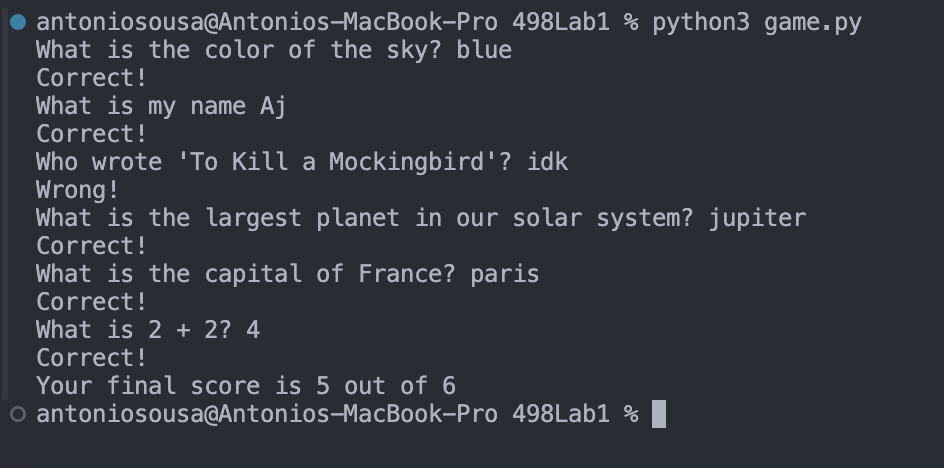 antoniosousa@Antonios-MacBook-Pro 498Lab1 % python3 game.py
What is the color of the sky? blue
Correct!
What is my name Aj
Correct!
Who wrote 'To Kill a Mockingbird'? idk
Wrong!
What is the largest planet in our solar system? jupiter
Correct!
What is the capital of France? paris
Correct!
What is 2 + 2? 4
Correct!
Your final score is 5 out of 6
antoniosousa@Antonios-MacBook-Pro 498Lab1 %